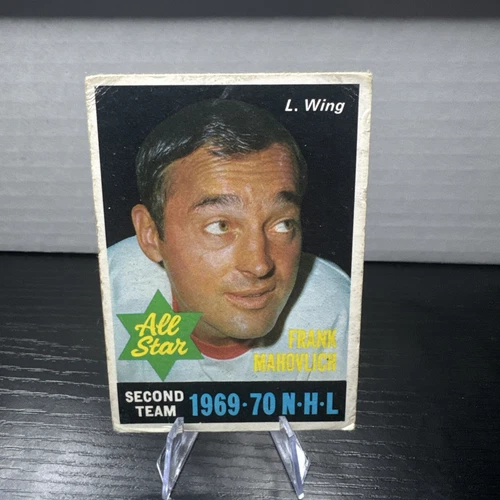 L. Wing
All
Star
FRANK
MAHOVLICH
SECOND
TEAM
1969-70 N·H·L